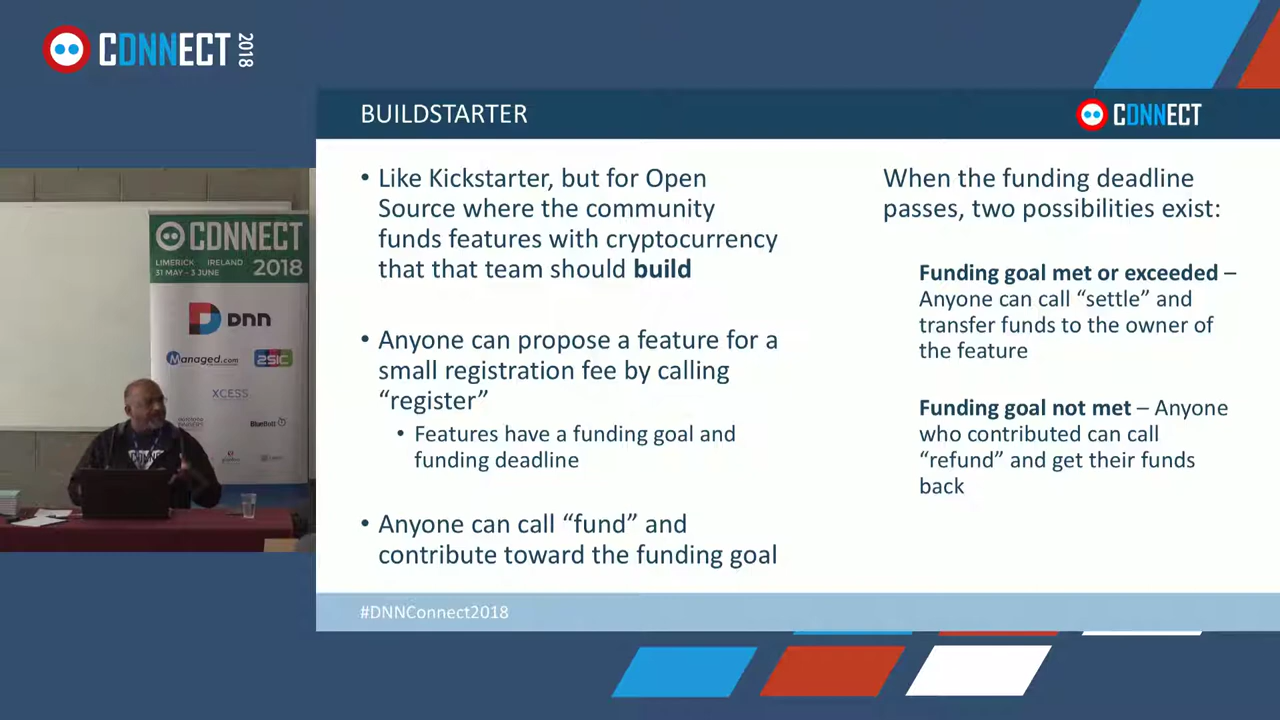 CDNNECT 2018
BUILDSTARTER
CDNNECT
• Like Kickstarter, but for Open
Source where the community
funds features with cryptocurrency
that that team should build
• Anyone can propose a feature for a
small registration fee by calling
“register”
• Features have a funding goal and
funding deadline
• Anyone can call “fund” and
contribute toward the funding goal
When the funding deadline
passes, two possibilities exist:
Funding goal met or exceeded –
Anyone can call “settle” and
transfer funds to the owner of
the feature
Funding goal not met – Anyone
who contributed can call
“refund” and get their funds
back
#DNNConnect2018
CDNNECT
LIMERICK IRELAND
31 MAY - 3 JUNE 2018
dnn
Managed.com
2SIC
XCESS
BlueBolt